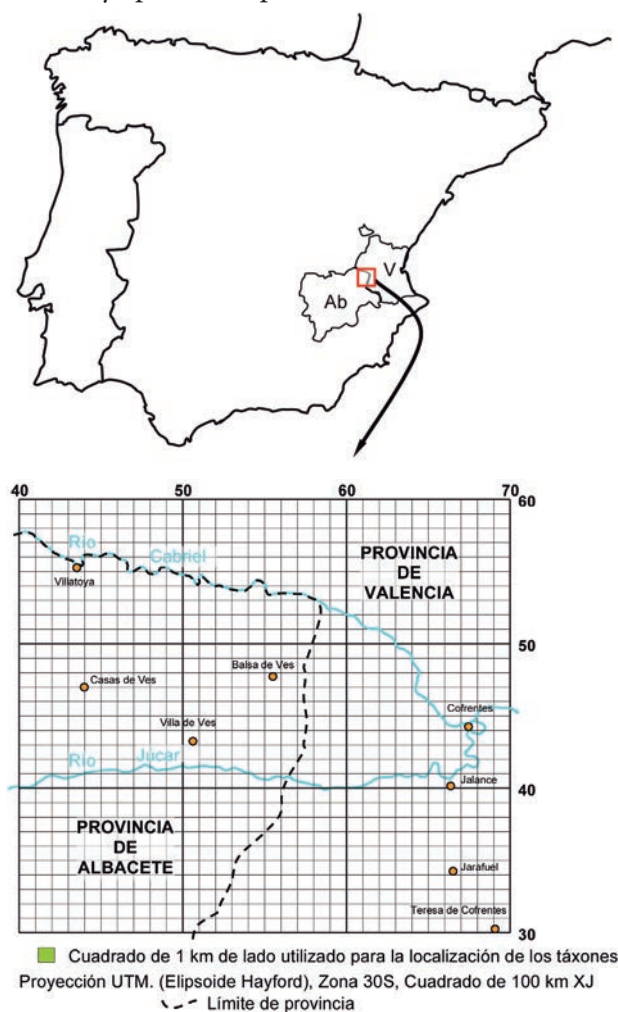 V
Ab
40 50 60 70
60
Río
Cabriel
PROVINCIA
DE
VALENCIA
Villatoya
50
Balsa de Ves
Casas de Ves
Cofrentes
Villa de Ves
Río Júcar
40
Jalance
PROVINCIA
DE
ALBACETE
Jarafuel
Teresa de Cofrentes
30
Cuadrado de 1 km de lado utilizado para la localización de los táxones
Proyección UTM. (Elipsoide Hayford), Zona 30S, Cuadrado de 100 km XJ
Límite de provincia